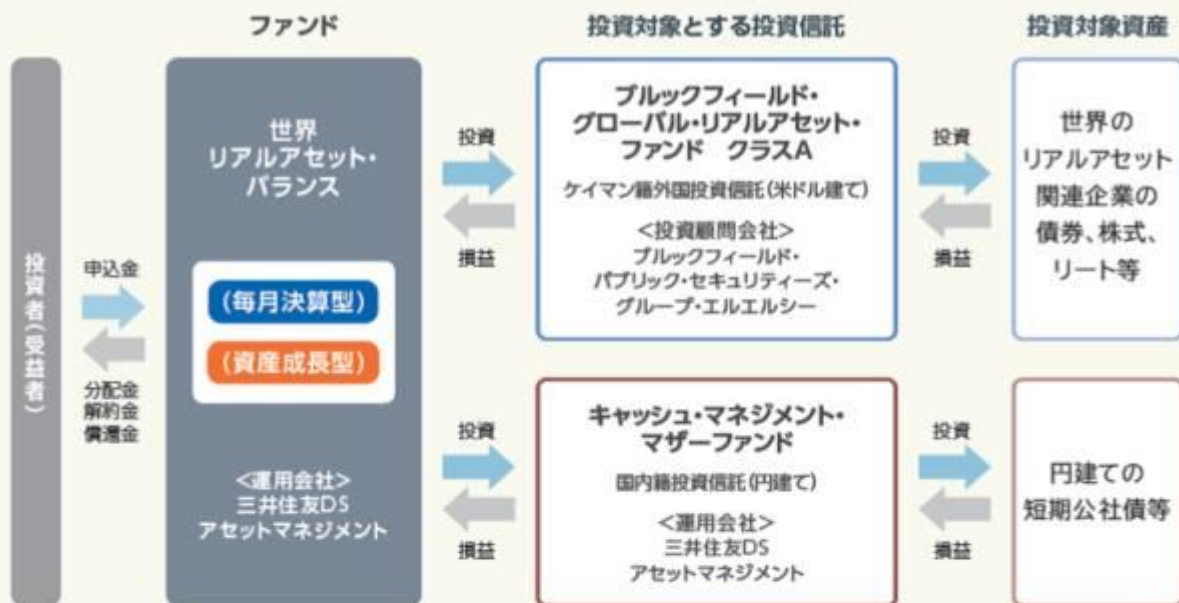 ファンド
投資対象とする投資信託
投資対象資産
投資者(受益者)
申込金
分配金
解約金
償還金
世界
リアルアセット・
バランス
(毎月決算型)
(資産成長型)
<運用会社>
三井住友DS
アセットマネジメント
投資
損益
ブルックフィールド・
グローバル・リアルアセット・
ファンド クラスA
ケイマン籍外国投資信託(米ドル建て)
<投資顧問会社>
ブルックフィールド・
パブリック・セキュリティーズ・
グループ・エルエルシー
投資
損益
世界の
リアルアセット
関連企業の
債券、株式、
リート等
投資
損益
キャッシュ・マネジメント・
マザーファンド
国内籍投資信託(円建て)
<運用会社>
三井住友DS
アセットマネジメント
投資
損益
円建ての
短期公社債等